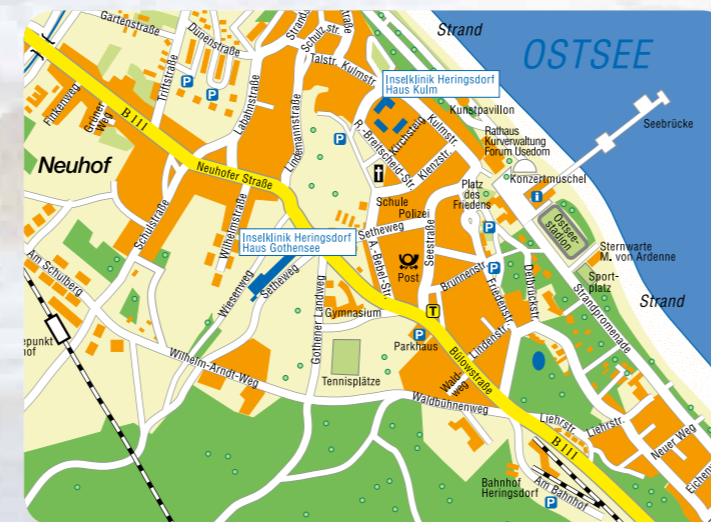 Gartenstraße
Dünenstraße
Schulz str.
Strand
OSTSEE
Talstr.
Kulmstr.
Inselklinik Heringsdorf
Haus Kulm
Triftstraße
P
P
Finkenweg
Grüner
Weg
B 111
Labahnstraße
Lindemannstraße
P
R.-Breitscheid-Str.
Kirchsteig
Kulmstr.
Klenzstr.
Kunstpavillon
Rathaus
Kurverwaltung
Forum Usedom
Seebrücke
Neuhof
Neuhofer Straße
Konzertmuschel
Platz
des
Friedens
i
Schule
Polizei
Ostsee-
stadion
Schulstraße
Wilhelmstraße
Inselklinik Heringsdorf
Haus Gothensee
Setheweg
A.-Bebel-Str.
Seestraße
P
Sternwarte
M. von Ardenne
Am Schulberg
Wiesenweg
Setheweg
Post
Brunnenstr.
P
Friedenstr.
Delbrückstr.
Sport-
platz
Strand
Strandpromenade
Gothener Landweg
Gymnasium
T
P
Parkhaus
Lindenstr.
Bülowstraße
Wilhelm-Arndt-Weg
Tennisplätze
Wald-
weg
Waldbühnenweg
Liehrstr.
Liehrstr.
B 111
Neuer Weg
Bahnhof
Heringsdorf
Am Bahnhof
P